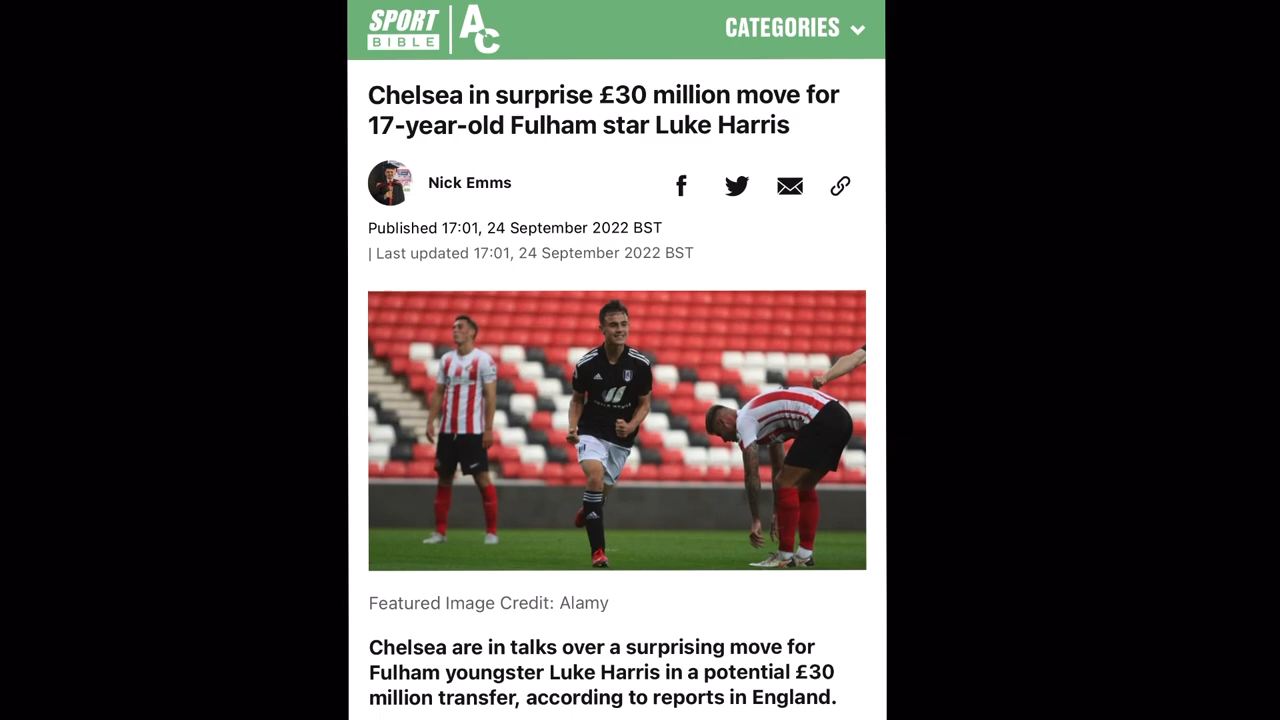 SPORT
BIBLE
AC
CATEGORIES
Chelsea in surprise £30 million move for
17-year-old Fulham star Luke Harris
Nick Emms
Published 17:01, 24 September 2022 BST
| Last updated 17:01, 24 September 2022 BST
Featured Image Credit: Alamy
Chelsea are in talks over a surprising move for
Fulham youngster Luke Harris in a potential £30
million transfer, according to reports in England.